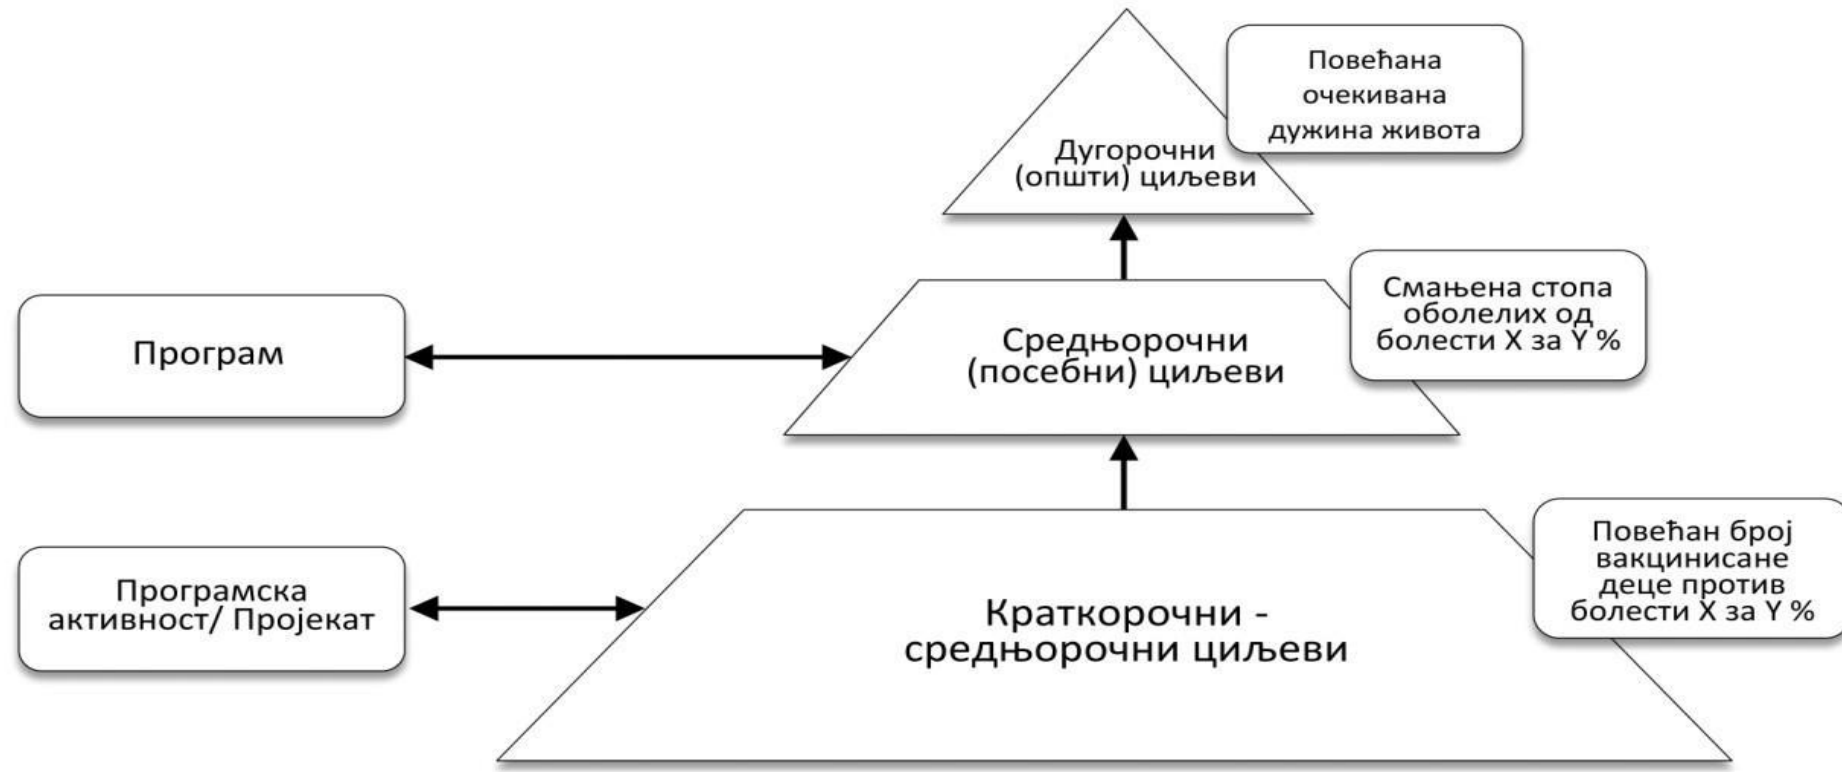 Повећана
очекивана
дужина живота
Дугорочни
(општи) циљеви
Програм
Средњорочни
(посебни) циљеви
Смањена стопа
оболелих од
болести X за Y %
Програмска
активност/ Пројекат
Краткорочни -
средњорочни циљеви
Повећан број
вакцинисане
деце против
болести X за Y %